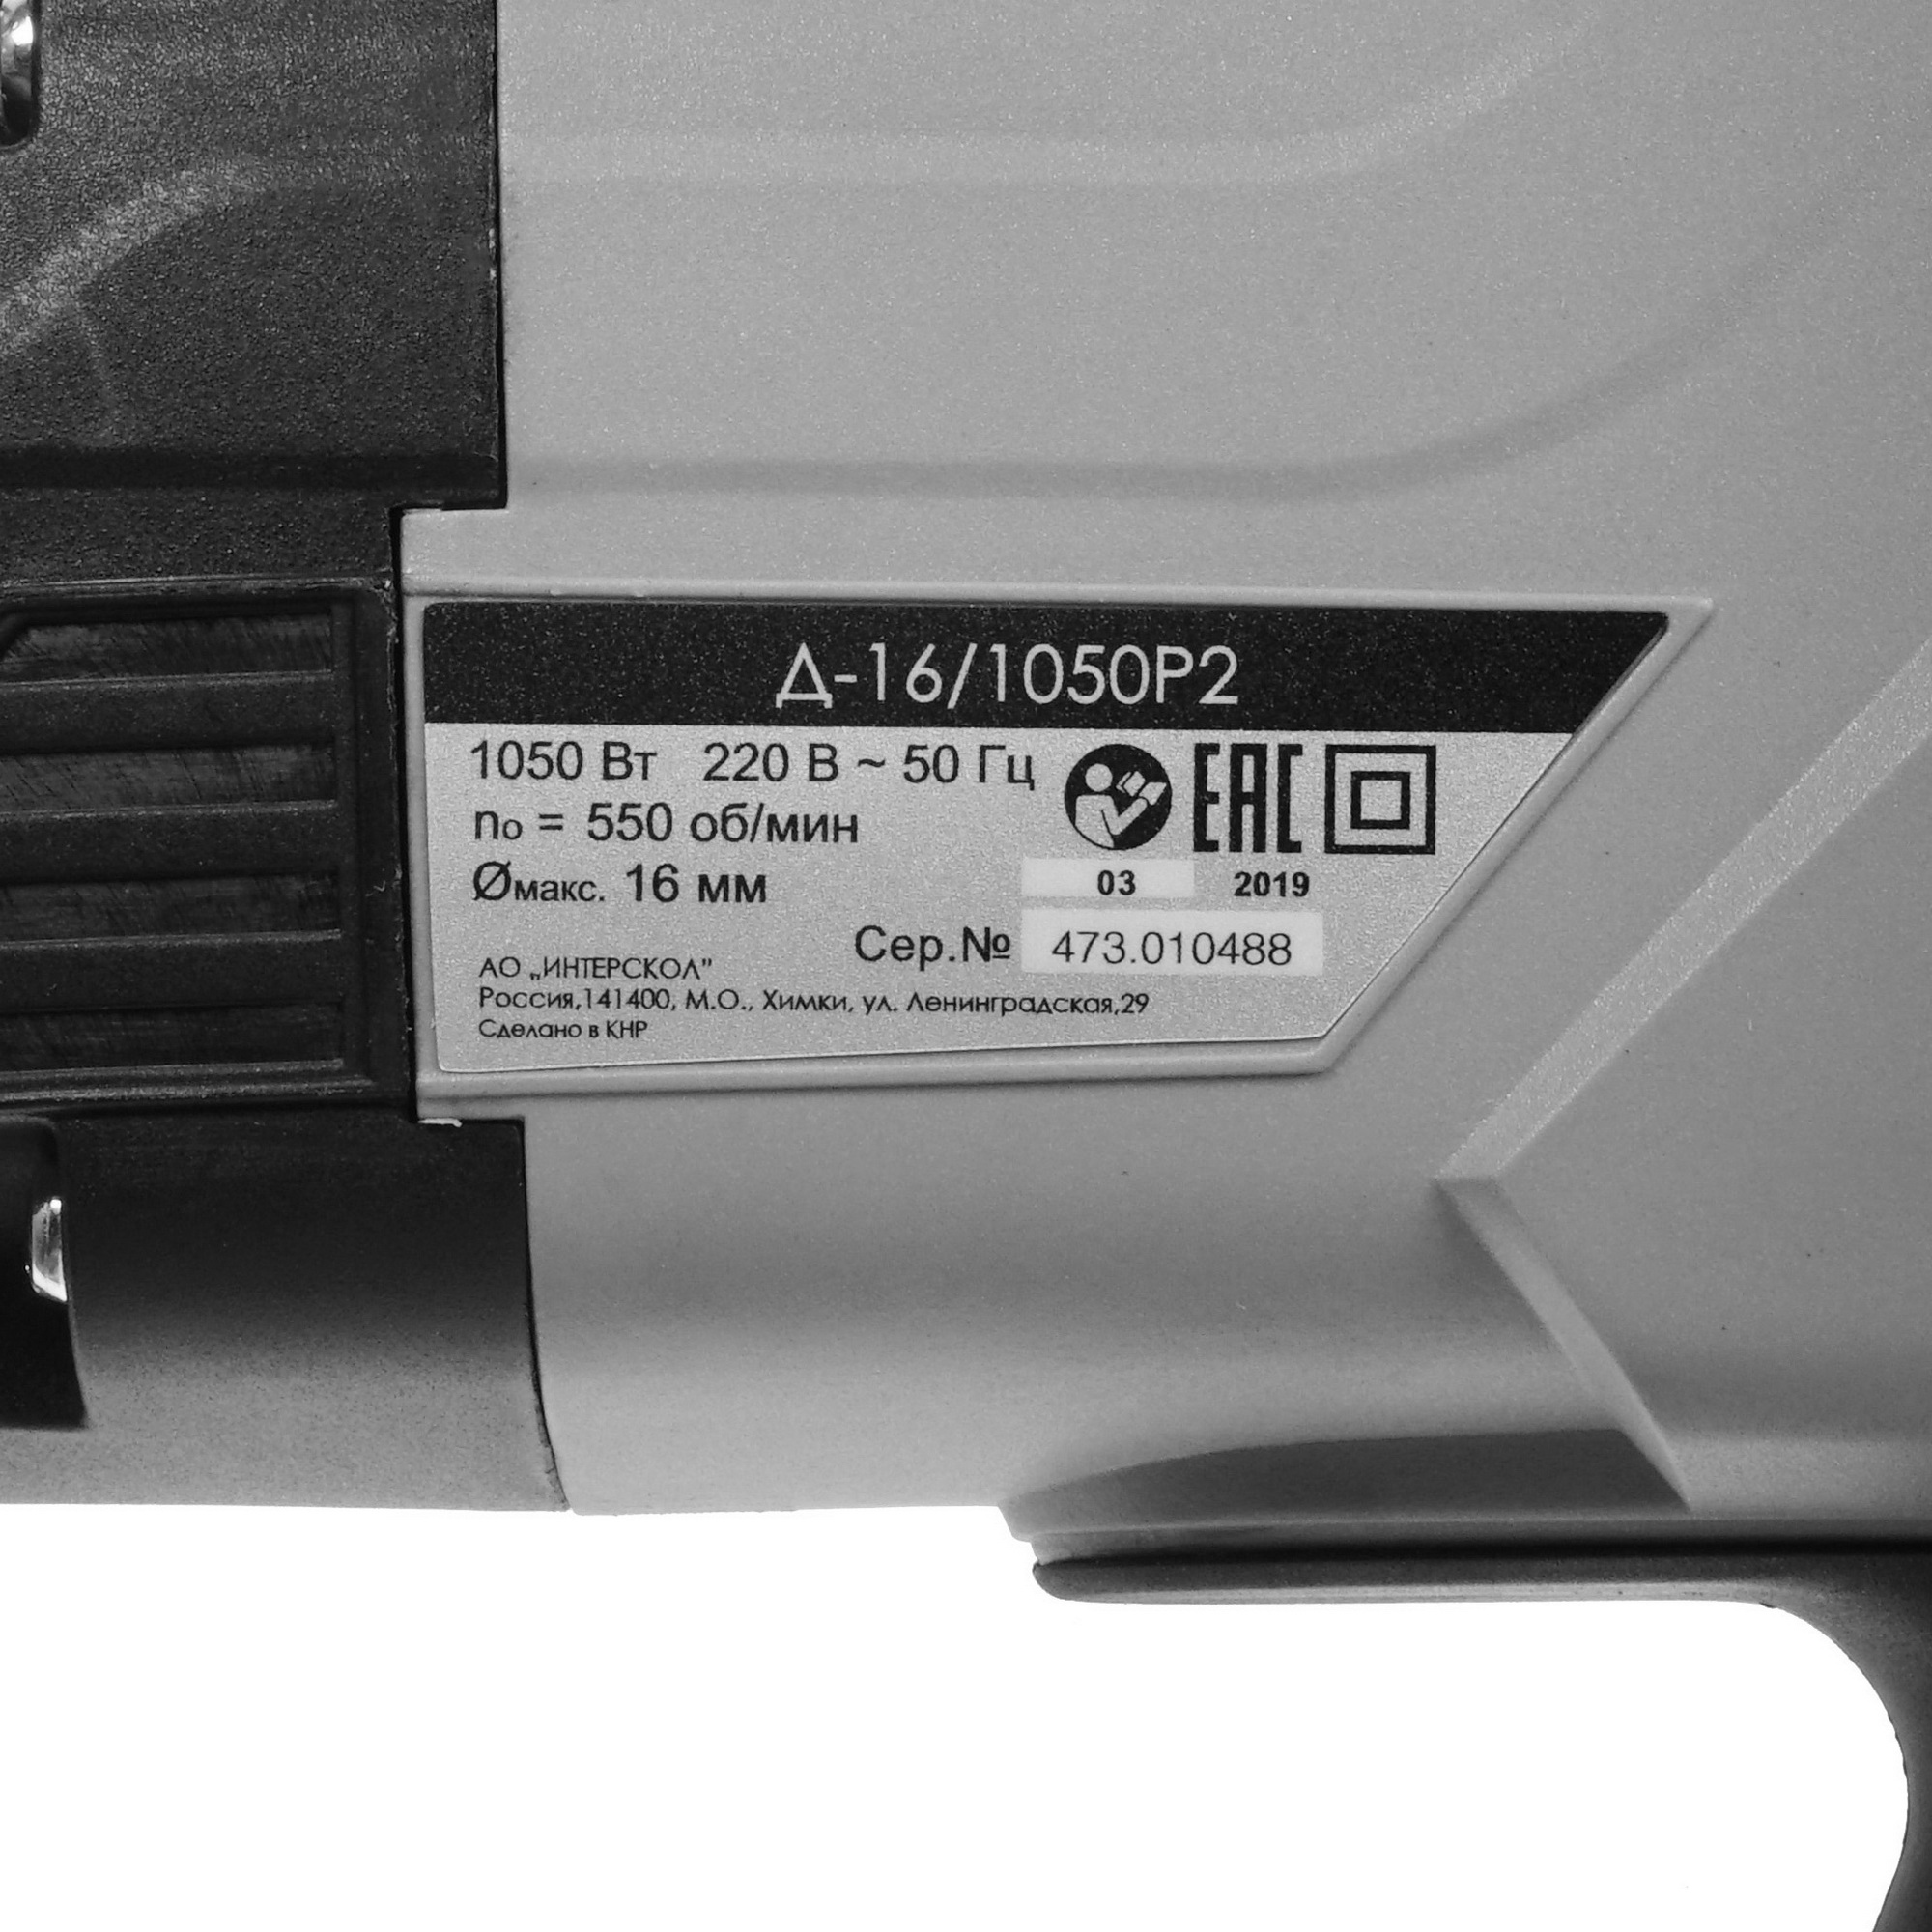 Д-16/1050Р2
1050 Вт 220 В ~ 50 Гц
n₀ = 550 об/мин
EAC
Øмакс. 16 мм
03 2019
Сер.№ 473.010488
АО „ИНТЕРСКОЛ"
Россия,141400, М.О., Химки, ул. Ленинградская,29
Сделано в КНР